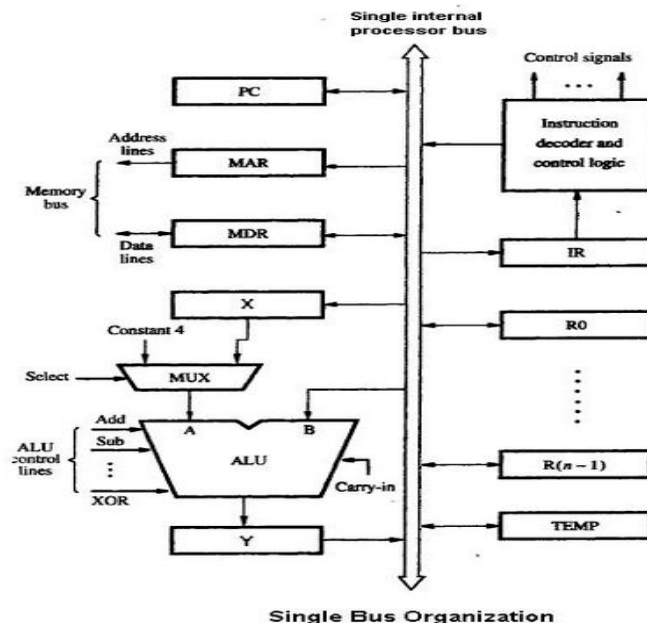 Single internal
processor bus
Control signals
PC
Instruction
decoder and
control logic
Address
lines
MAR
Memory
bus
MDR
Data
lines
IR
X
Constant 4
R0
Select
MUX
Add
A
B
Sub
ALU
control
lines
ALU
R(n − 1)
Carry-in
XOR
TEMP
Y
Single Bus Organization